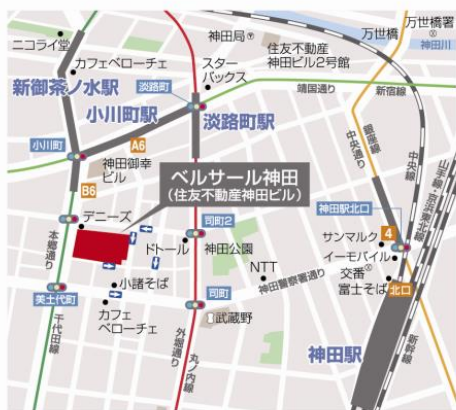 ニコライ堂
カフェベローチェ
新御茶ノ水駅
小川町駅
淡路町
淡路町駅
神田局
スター
バックス
住友不動産
神田ビル2号館
万世橋
万世橋署
神田川
靖国通り
新宿線
中央通り
銀座線
中央線
山手線・京浜東北線
小川町
A6
神田御幸
ビル
B6
ベルサール神田
(住友不動産神田ビル)
デニーズ
本郷通り
司町2
ドトール
神田公園
神田駅北口
4
サンマルク
イーモバイル
交番
富士そば
北口
NTT
小諸そば
美土代町
カフェ
ベローチェ
司町
神田警察署通り
武蔵野
千代田線
外堀通り
丸ノ内線
神田駅
新幹線